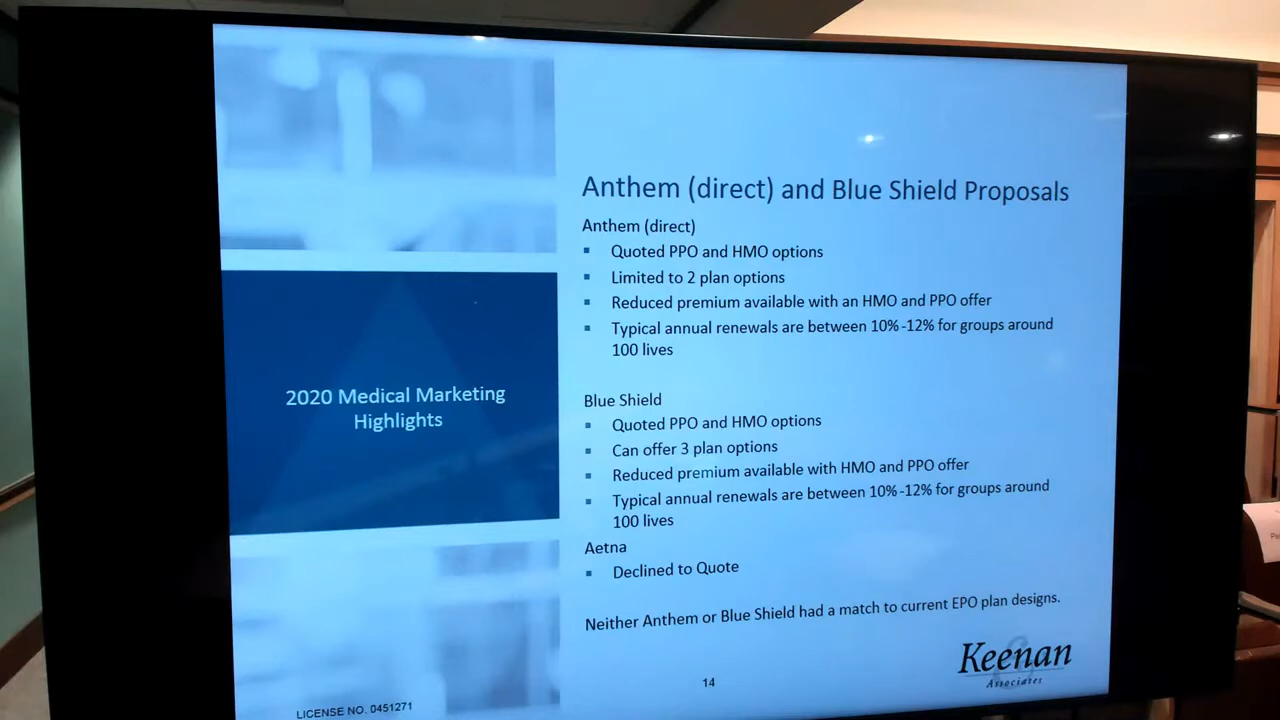 Anthem (direct) and Blue Shield Proposals
Anthem (direct)
▪ Quoted PPO and HMO options
▪ Limited to 2 plan options
▪ Reduced premium available with an HMO and PPO offer
▪ Typical annual renewals are between 10%-12% for groups around
100 lives
2020 Medical Marketing
Highlights
Blue Shield
▪ Quoted PPO and HMO options
▪ Can offer 3 plan options
▪ Reduced premium available with HMO and PPO offer
▪ Typical annual renewals are between 10%-12% for groups around
100 lives
Aetna
▪ Declined to Quote
Neither Anthem or Blue Shield had a match to current EPO plan designs.
Keenan
& Associates
14
LICENSE NO. 0451271